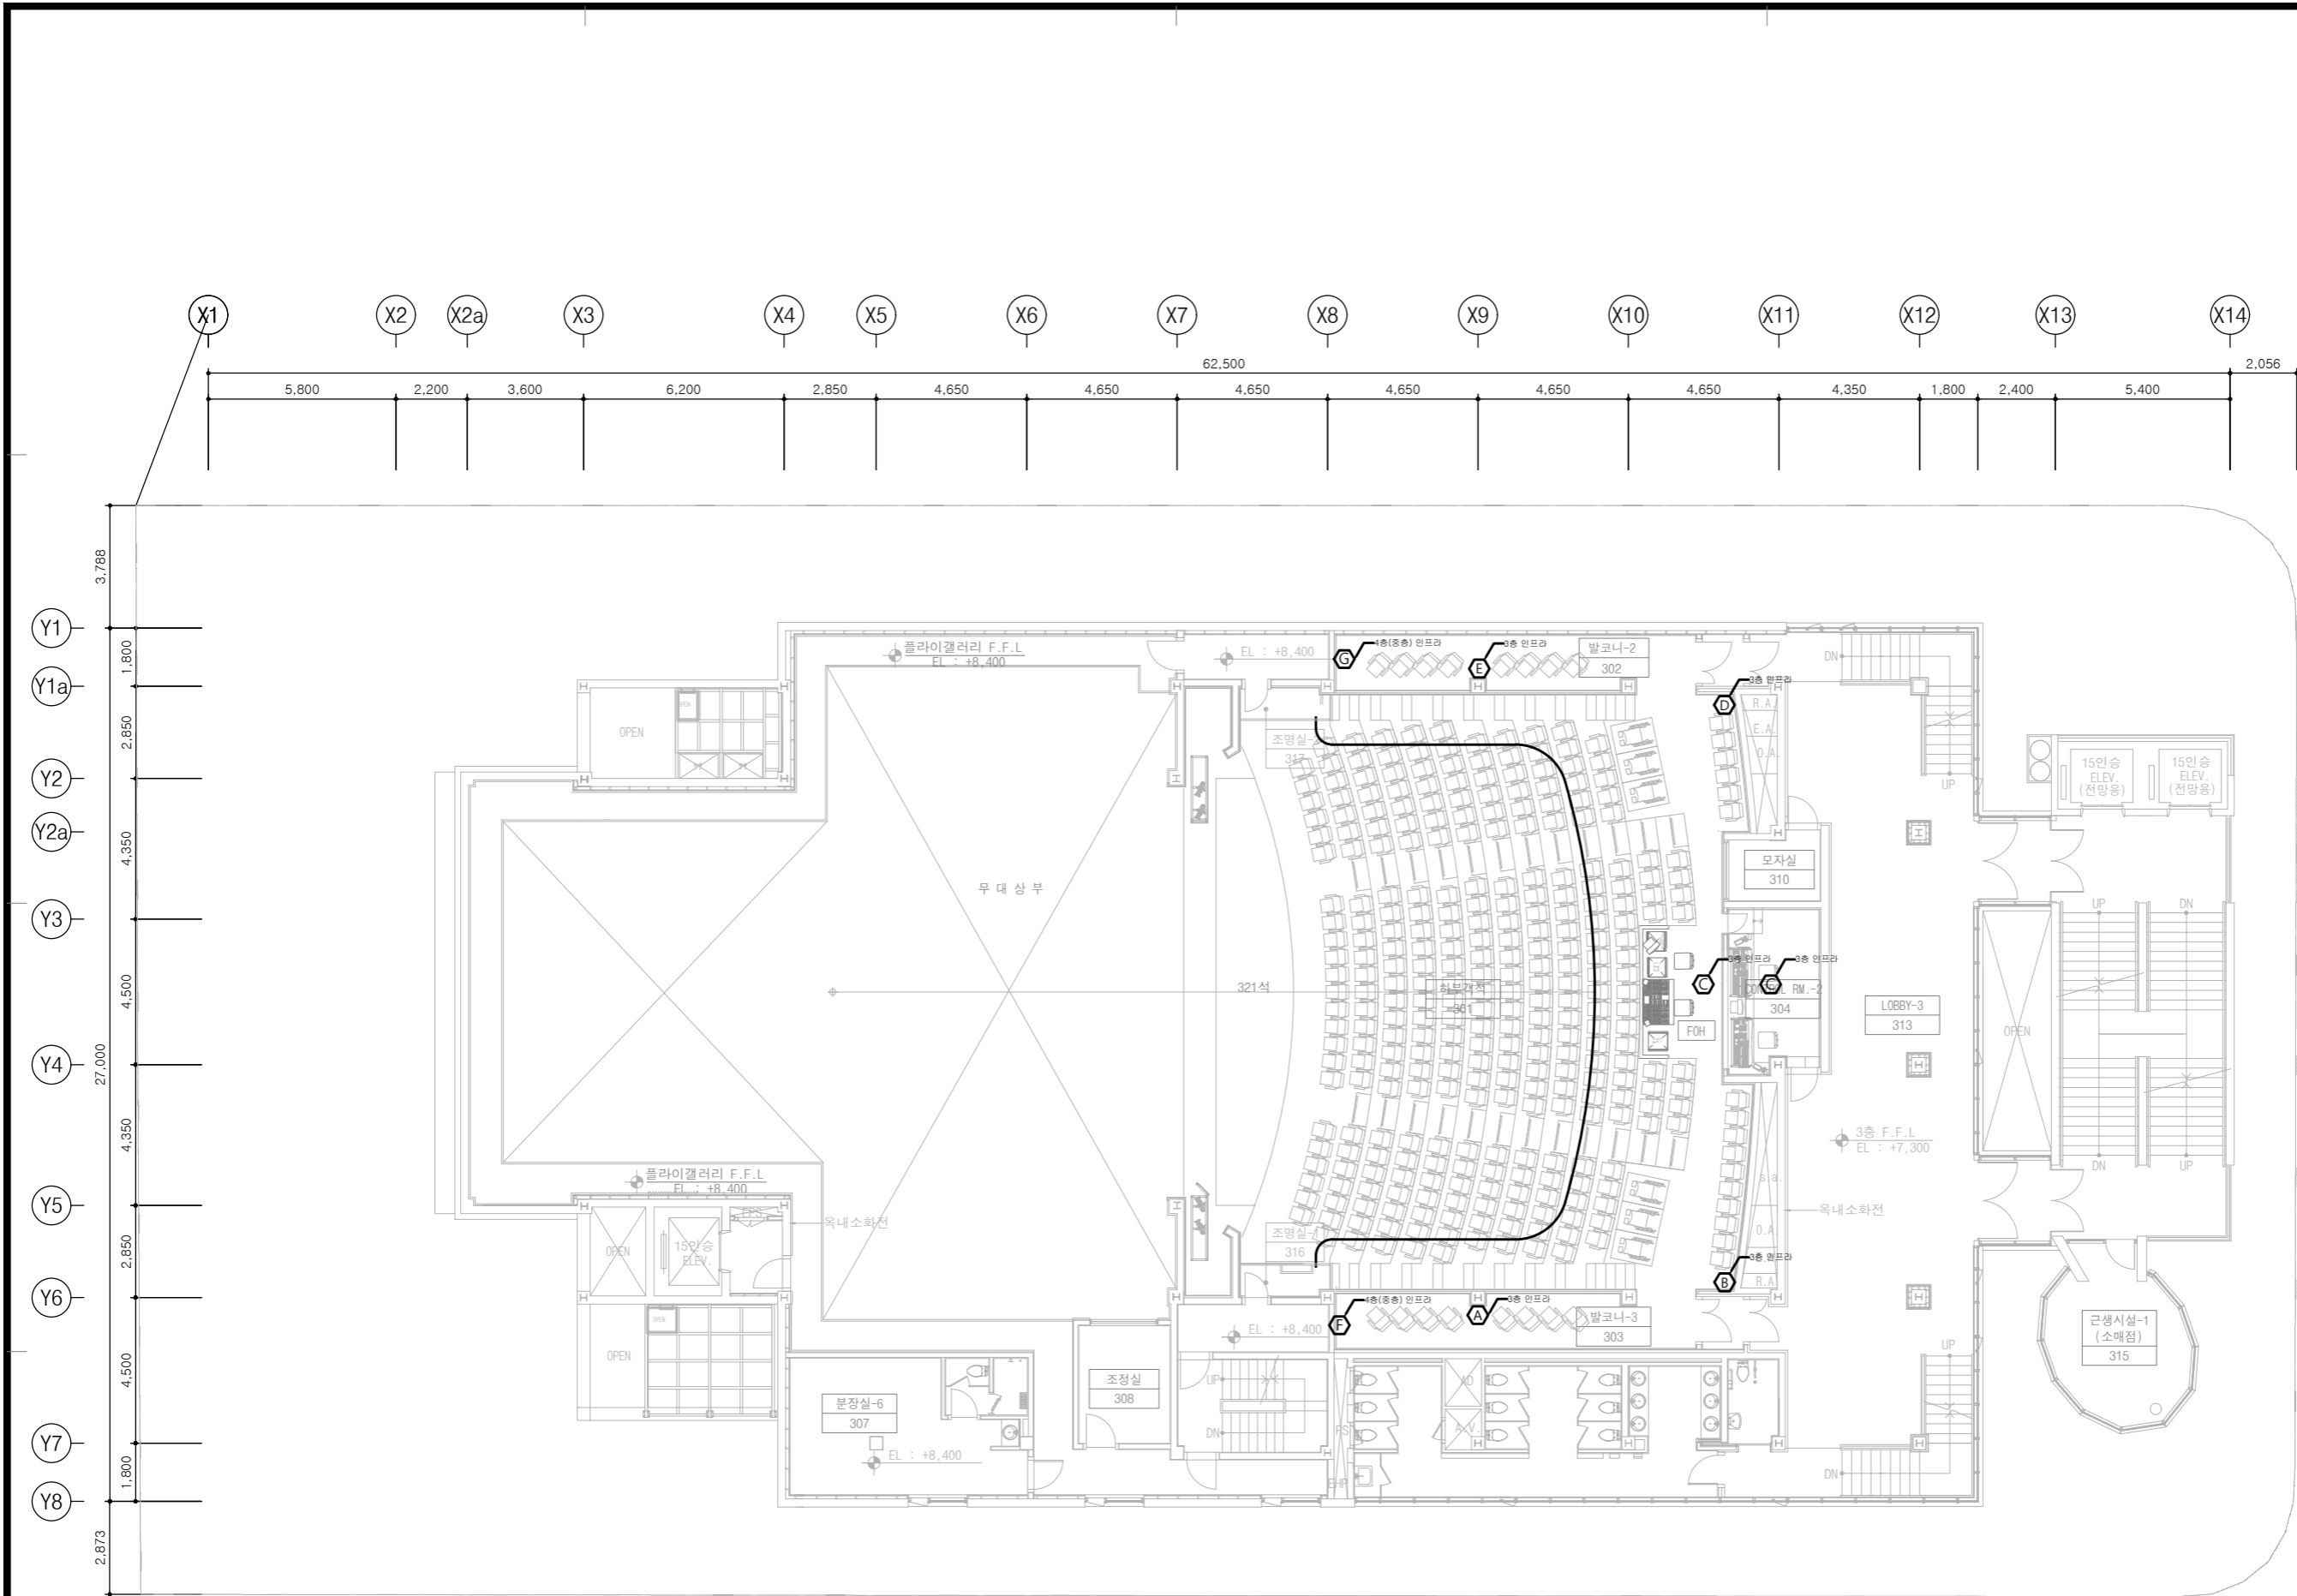 X1 X2 X2a X3 X4 X5 X6 X7 X8 X9 X10 X11 X12 X13 X14
62,500 2,056
5,800 2,200 3,600 6,200 2,850 4,650 4,650 4,650 4,650 4,650 4,650 4,350 1,800 2,400 5,400
3,788
Y1
1,800
Y1a
2,850
Y2
Y2a
4,350
Y3
4,500
27,000
Y4
4,350
Y5
2,850
Y6
4,500
Y7
1,800
Y8
2,873
플라이갤러리 F.F.L
EL : +8,400
EL : +8,400
G
4층(중층) 인프라
E
3층 인프라
발코니-2
302
DN
UP
D
3층 인프라
R.A.
E.A.
O.A.
OPEN
OPEN
조명실-
317
15인승
ELEV.
(전망용)
15인승
ELEV.
(전망용)
모자실
310
무 대 상 부
321석
301
C
3층 인프라
C
3층 인프라
RM.-2
304
FOH
LOBBY-3
313
OPEN
UP
DN
DN
UP
3층 F.F.L
EL : +7,300
옥내소화전
s.a.
O.A.
R.A
B
3층 인프라
플라이갤러리 F.F.L
EL : +8,400
EPS
옥내소화전
OPEN
15인승
ELEV.
조명실-
316
OPEN
OPEN
EL : +8,400
F
4층(중층) 인프라
A
3층 인프라
발코니-3
303
근생시설-1
(소매점)
315
분장실-6
307
EL : +8,400
조정실
308
UP
DN
AD
A.V.
PS
EHP
UP
DN